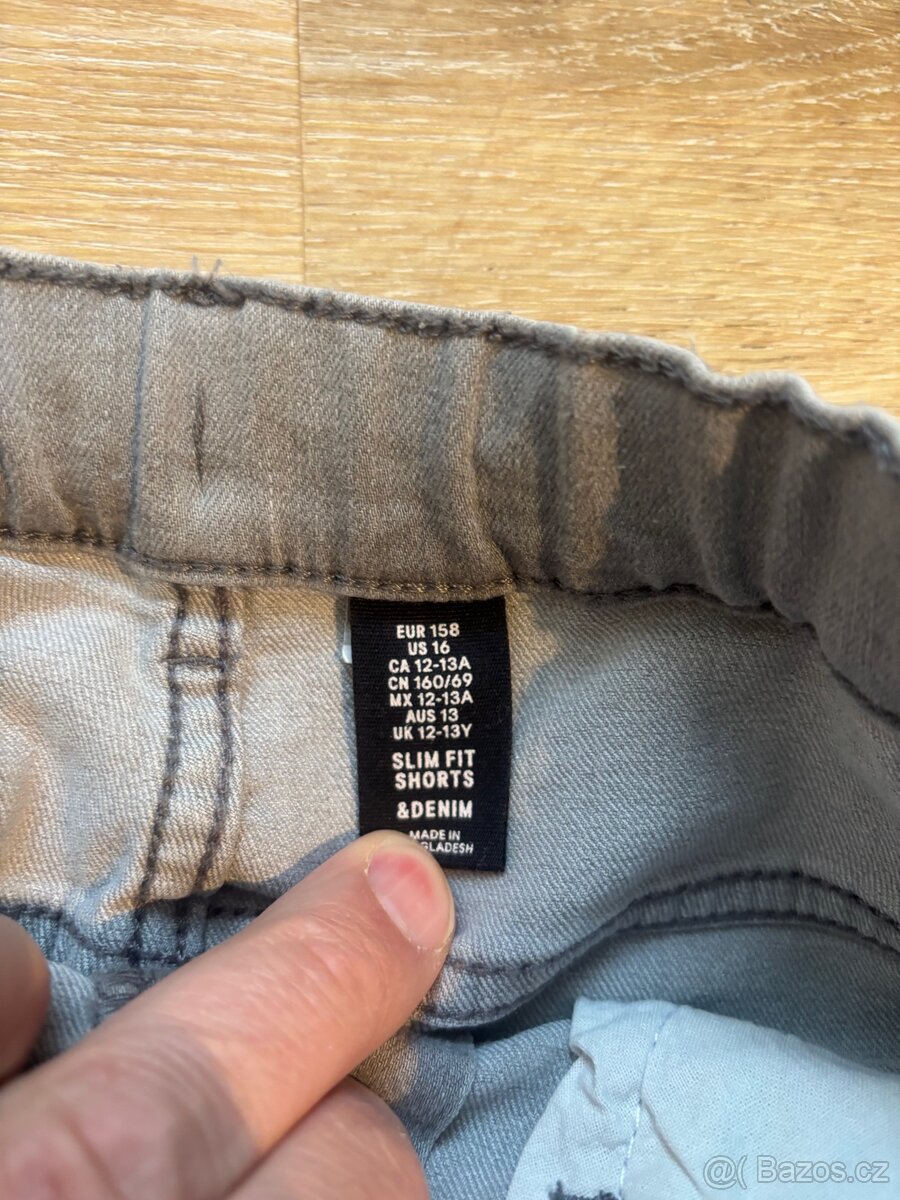 EUR 158
US 16
CA 12-13A
CN 160/69
MX 12-13A
AUS 13
UK 12-13Y
SLIM FIT
SHORTS
&DENIM
MADE IN
GLADESH
@( Bazos.cz